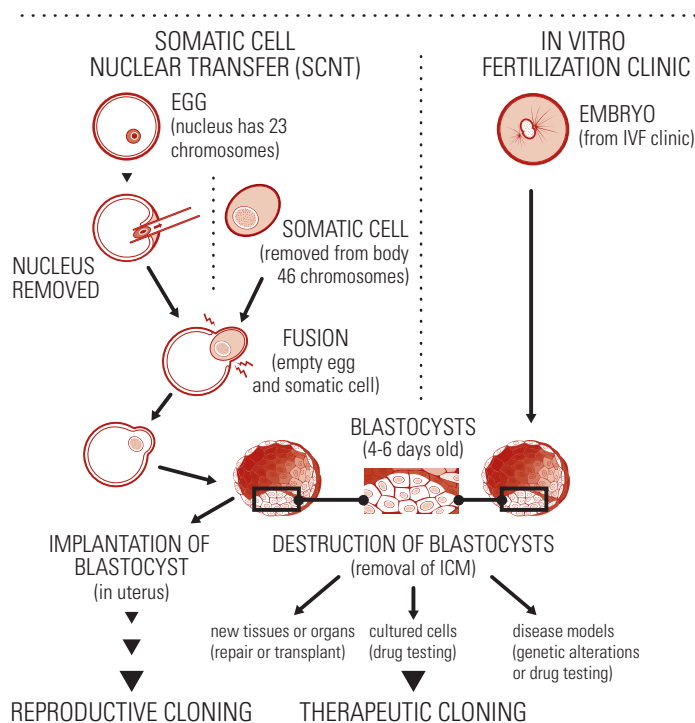 SOMATIC CELL
NUCLEAR TRANSFER (SCNT)
IN VITRO
FERTILIZATION CLINIC
EGG
(nucleus has 23
chromosomes)
EMBRYO
(from IVF clinic)
NUCLEUS
REMOVED
SOMATIC CELL
(removed from body
46 chromosomes)
FUSION
(empty egg
and somatic cell)
BLASTOCYSTS
(4-6 days old)
IMPLANTATION OF
BLASTOCYST
(in uterus)
DESTRUCTION OF BLASTOCYSTS
(removal of ICM)
new tissues or organs
(repair or transplant)
cultured cells
(drug testing)
disease models
(genetic alterations
or drug testing)
REPRODUCTIVE CLONING
THERAPEUTIC CLONING